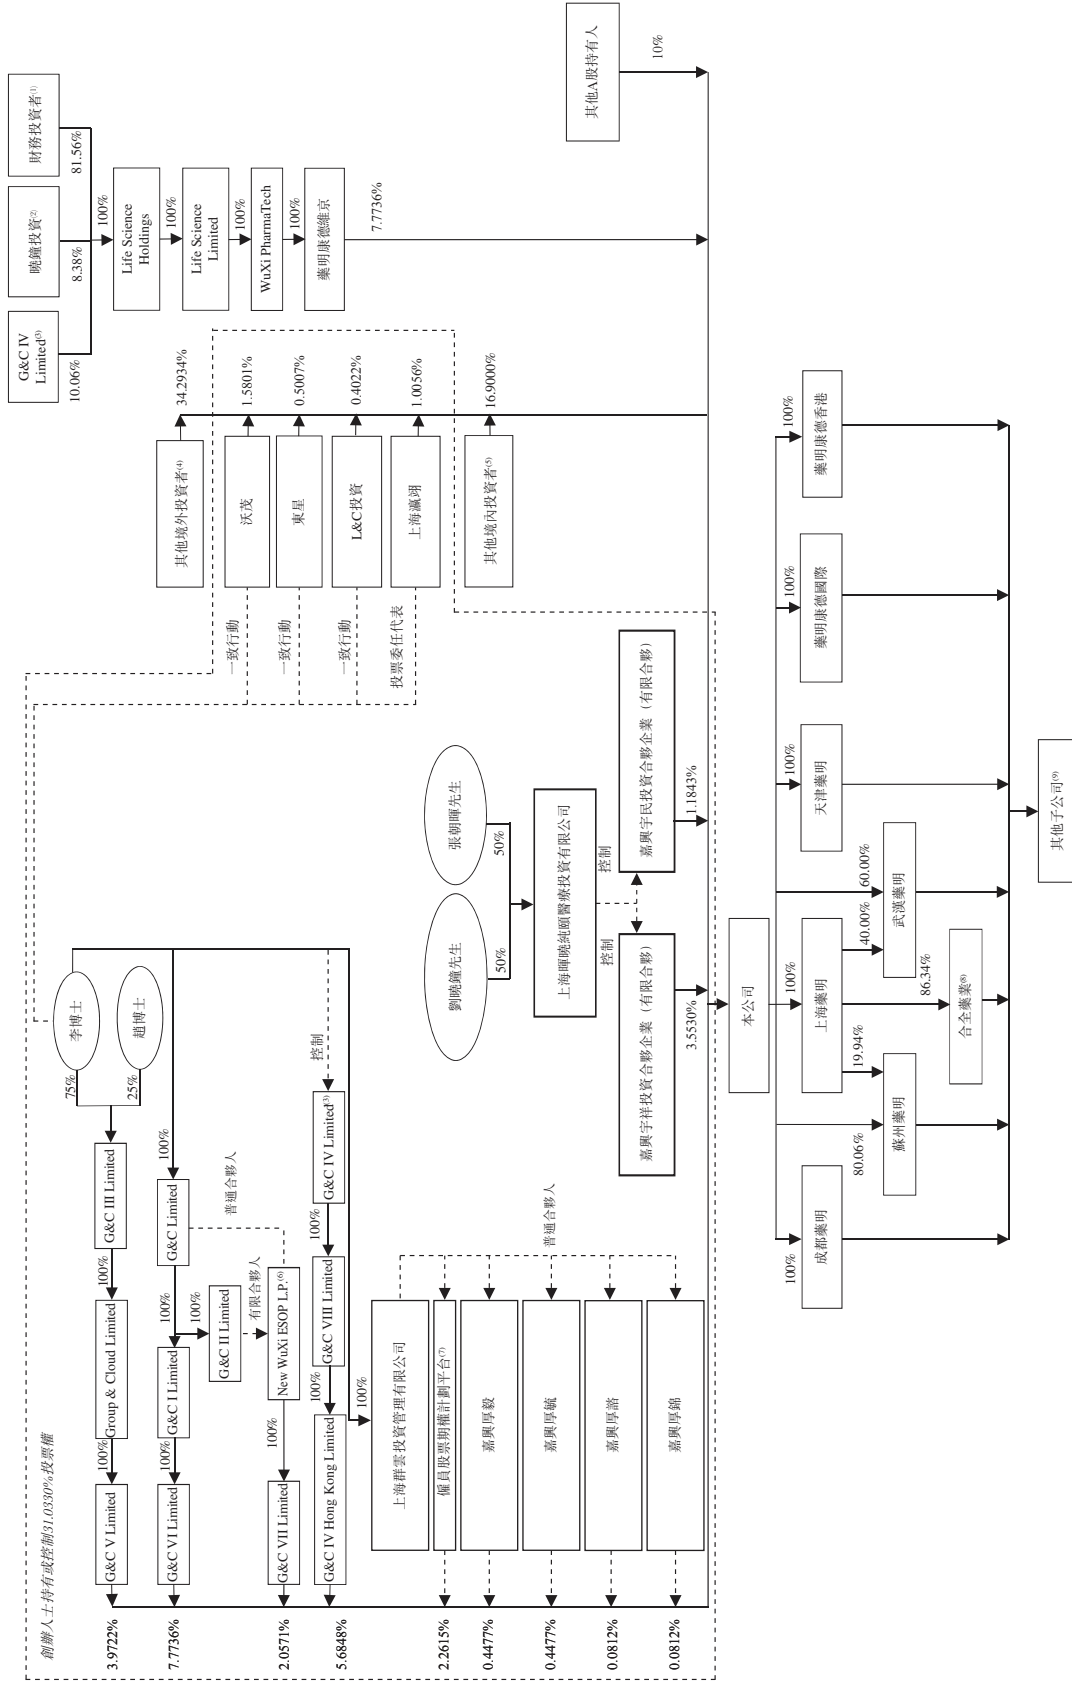 創辦人士持有或控制31.0330%投票權
李博士
趙博士
75%
25%
G&C III Limited
100%
Group & Cloud Limited
100%
G&C V Limited
3.9722%
100%
G&C Limited
普通合夥人
100%
100%
G&C I Limited
100%
G&C VI Limited
7.7736%
G&C II Limited
有限合夥人
New WuXi ESOP L.P.(6)
100%
G&C VII Limited
2.0571%
控制
G&C IV Limited(3)
100%
G&C VIII Limited
100%
G&C IV Hong Kong Limited
5.6848%
100%
上海群雲投資管理有限公司
普通合夥人
僱員股票期權計劃平台(7)
2.2615%
嘉興厚毅
0.4477%
嘉興厚毓
0.4477%
嘉興厚諮
0.0812%
嘉興厚錦
0.0812%
劉曉鐘先生
張朝暉先生
50%
50%
上海暉曉純頤醫療投資有限公司
控制
控制
嘉興宇祥投資合夥企業（有限合夥）
嘉興宇民投資合夥企業（有限合夥）
3.5530%
1.1843%
其他境外投資者(4)
34.2934%
一致行動
沃茂
1.5801%
一致行動
東星
0.5007%
一致行動
L&C投資
0.4022%
投票委任代表
上海瀛翊
1.0056%
其他境內投資者(5)
16.9000%
G&C IV
Limited(3)
曉鐘投資(2)
財務投資者(1)
10.06%
8.38%
81.56%
100%
Life Science
Holdings
100%
Life Science
Limited
100%
WuXi PharmaTech
100%
藥明康德維京
7.7736%
其他A股持有人
10%
本公司
100%
成都藥明
80.06%
蘇州藥明
19.94%
100%
上海藥明
86.34%
合全藥業(8)
40.00%
60.00%
武漢藥明
100%
天津藥明
100%
藥明康德國際
100%
藥明康德香港
其他子公司(9)